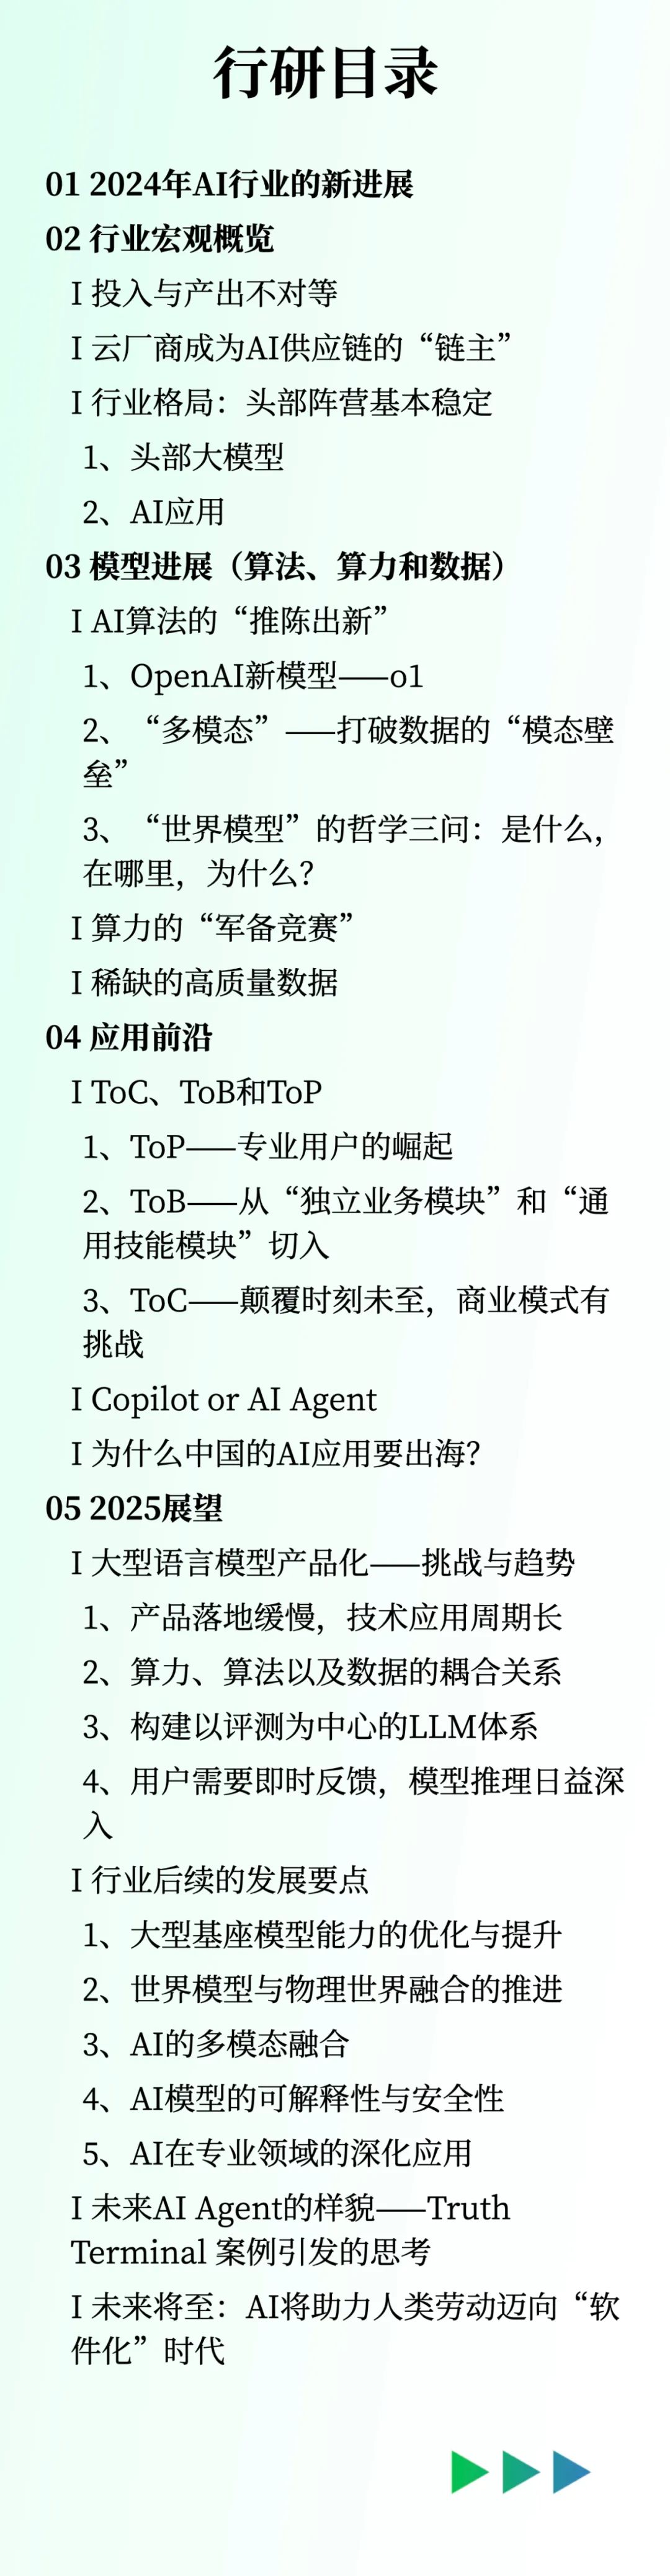 行研目录
01 2024年AI行业的新进展
02 行业宏观概览
I 投入与产出不对等
I 云厂商成为AI供应链的“链主”
I 行业格局：头部阵营基本稳定
1、头部大模型
2、AI应用
03 模型进展（算法、算力和数据）
I AI算法的“推陈出新”
1、OpenAI新模型——o1
2、“多模态”——打破数据的“模态壁
垒”
3、“世界模型”的哲学三问：是什么，
在哪里，为什么？
I 算力的“军备竞赛”
I 稀缺的高质量数据
04 应用前沿
I ToC、ToB和ToP
1、ToP——专业用户的崛起
2、ToB——从“独立业务模块”和“通
用技能模块”切入
3、ToC——颠覆时刻未至，商业模式有
挑战
I Copilot or AI Agent
I 为什么中国的AI应用要出海？
05 2025展望
I 大型语言模型产品化——挑战与趋势
1、产品落地缓慢，技术应用周期长
2、算力、算法以及数据的耦合关系
3、构建以评测为中心的LLM体系
4、用户需要即时反馈，模型推理日益深
入
I 行业后续的发展要点
1、大型基座模型能力的优化与提升
2、世界模型与物理世界融合的推进
3、AI的多模态融合
4、AI模型的可解释性与安全性
5、AI在专业领域的深化应用
I 未来AI Agent的样貌——Truth
Terminal 案例引发的思考
I 未来将至：AI将助力人类劳动迈向“软
件化”时代